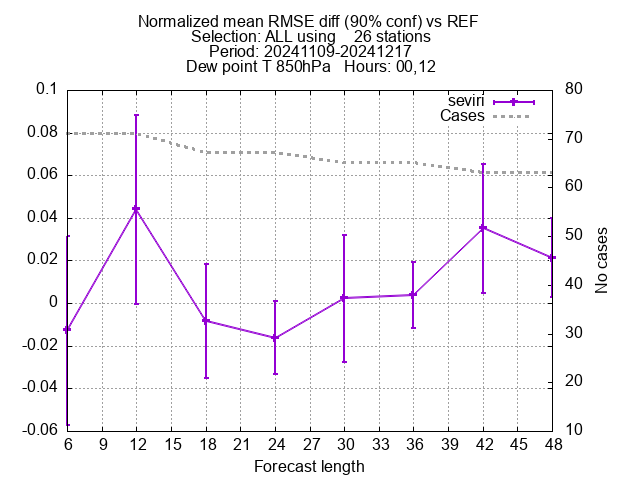 Normalized mean RMSE diff (90% conf) vs REF
Selection: ALL using    26 stations
Period: 20241109-20241217
Dew point T 850hPa   Hours: 00,12
seviri
Cases
0.1
0.08
0.06
0.04
0.02
0
-0.02
-0.04
-0.06
80
70
60
50
40
30
20
10
No cases
6 9 12 15 18 21 24 27 30 33 36 39 42 45 48
Forecast length